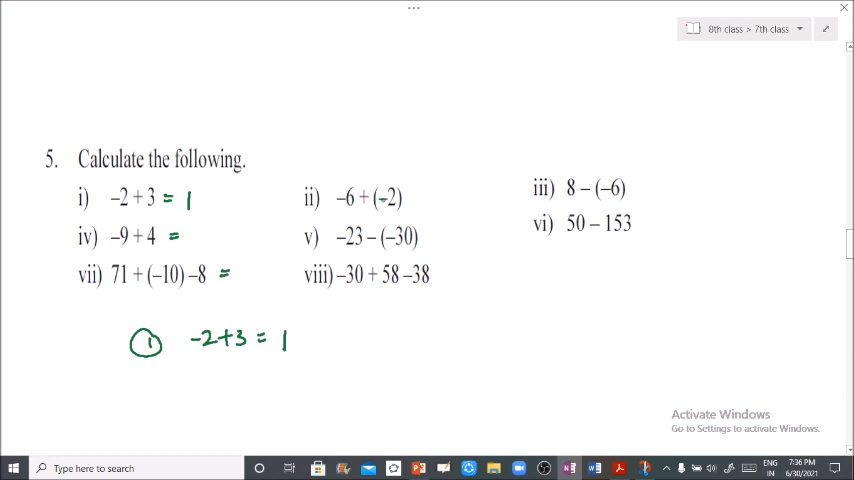 8th class > 7th class
5. Calculate the following.
i) –2 + 3 = 1 ii) –6 + (–2) iii) 8 – (–6)
iv) –9 + 4 = v) –23 – (–30) vi) 50 – 153
vii) 71 + (–10) –8 = viii) –30 + 58 –38
1 -2+3 = 1
Activate Windows
Go to Settings to activate Windows.
Type here to search
ENG 7:36 PM
IN 6/30/2021